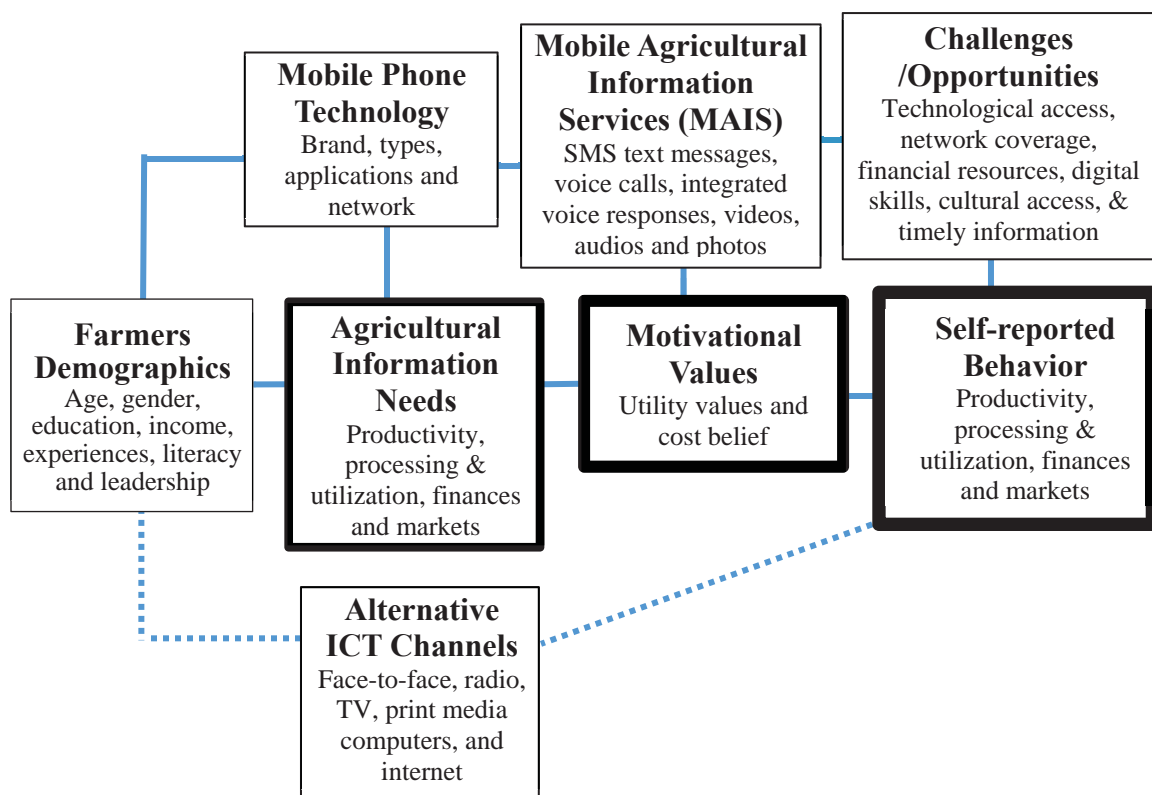 Mobile Phone
Technology
Brand, types,
applications and
network
Mobile Agricultural
Information
Services (MAIS)
SMS text messages,
voice calls, integrated
voice responses, videos,
audios and photos
Challenges
/Opportunities
Technological access,
network coverage,
financial resources, digital
skills, cultural access, &
timely information
Farmers
Demographics
Age, gender,
education, income,
experiences, literacy
and leadership
Agricultural
Information
Needs
Productivity,
processing &
utilization, finances
and markets
Motivational
Values
Utility values and
cost belief
Self-reported
Behavior
Productivity,
processing &
utilization, finances
and markets
Alternative
ICT Channels
Face-to-face, radio,
TV, print media
computers, and
internet